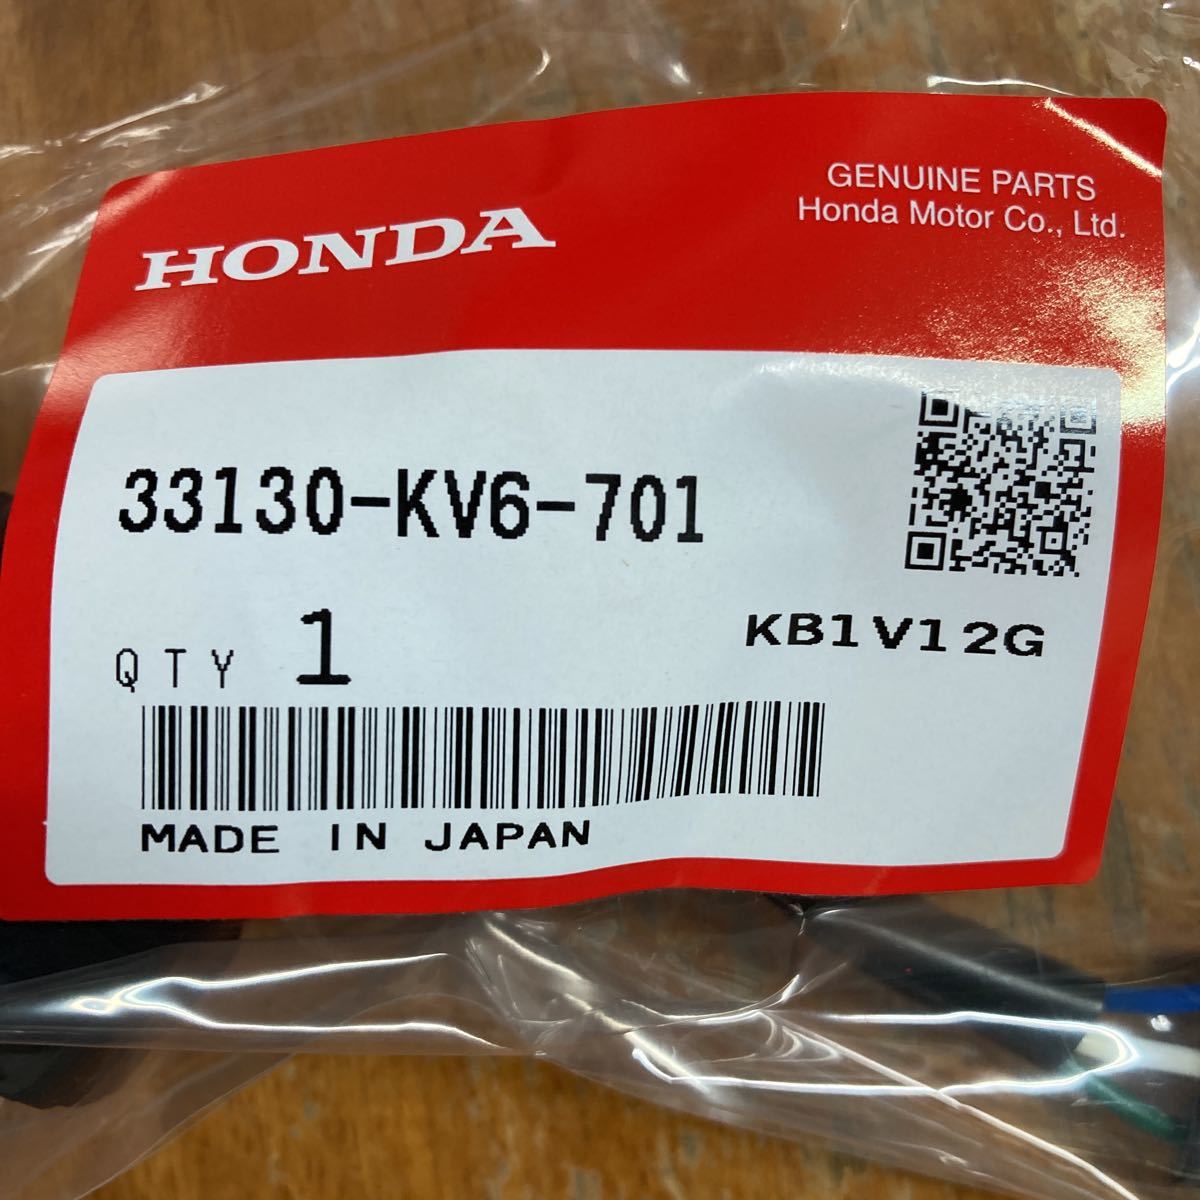 HONDA
GENUINE PARTS
Honda Motor Co., Ltd.
33130-KV6-701
QTY 1
KB1V12G
MADE IN JAPAN